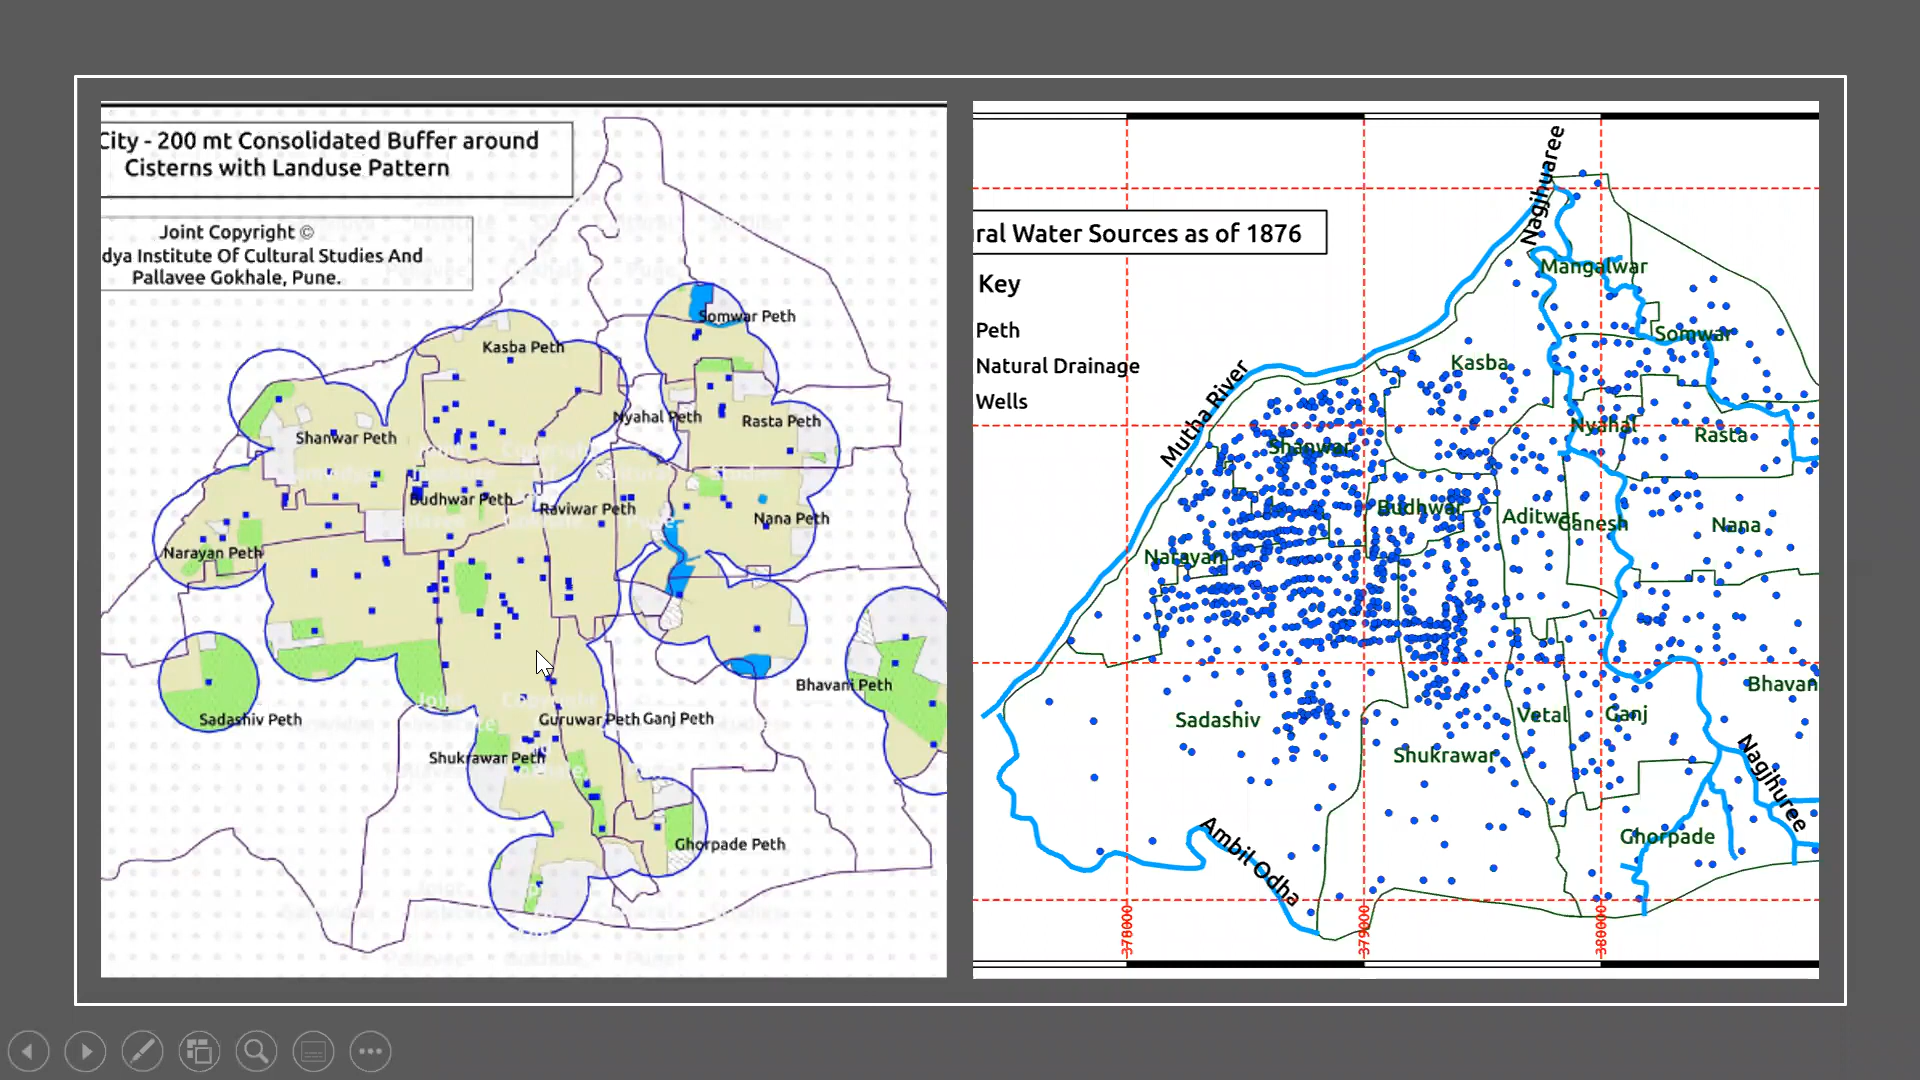 City - 200 mt Consolidated Buffer around
Cisterns with Landuse Pattern
Joint Copyright ©
dya Institute Of Cultural Studies And
Pallavee Gokhale, Pune.
Somwar Peth
Kasba Peth
Nyahal Peth
Rasta Peth
Shanwar Peth
Budhwar Peth
Raviwar Peth
Nana Peth
Narayan Peth
Bhavani Peth
Sadashiv Peth
Guruwar Peth
Ganj Peth
Shukrawar Peth
Ghorpade Peth
ral Water Sources as of 1876
Key
Peth
Natural Drainage
Wells
Nagjhuaree
Mangalwar
Somwar
Kasba
Mutha River
Nyahal
Rasta
Shanwar
Budhwar
Aditwar
Ganesh
Nana
Narayan
Bhavan
Sadashiv
Vetal
Ganj
Shukrawar
Nagjhuree
Ghorpade
Ambil Odha
378000
379000
380000